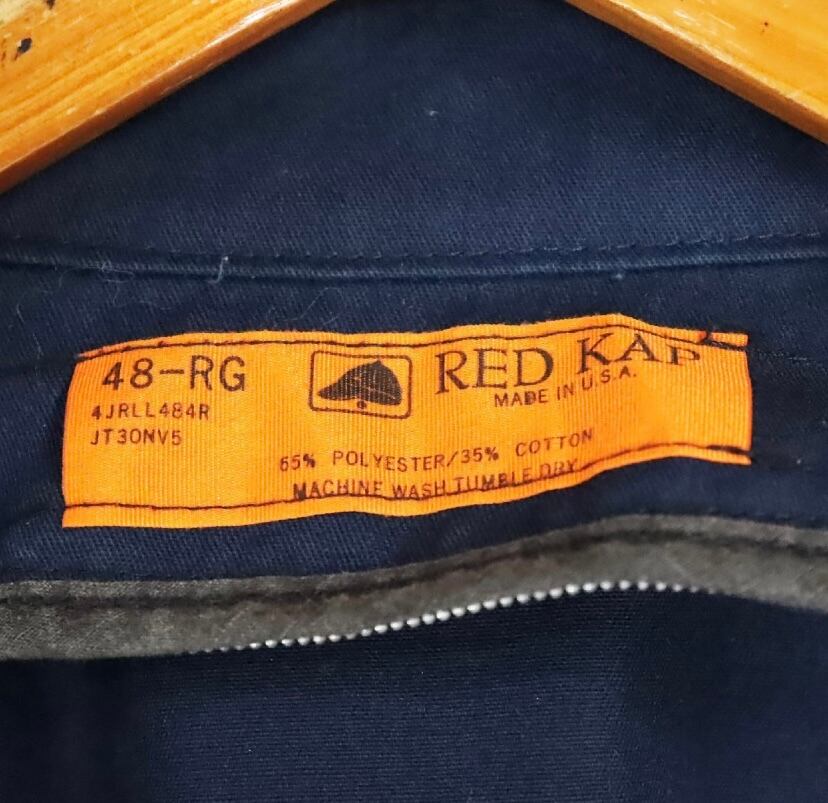 48-RG
4JRLL484R
JT30NV5
RED KAP
MADE IN U.S.A.
65% POLYESTER/35% COTTON
MACHINE WASH TUMBLE DRY